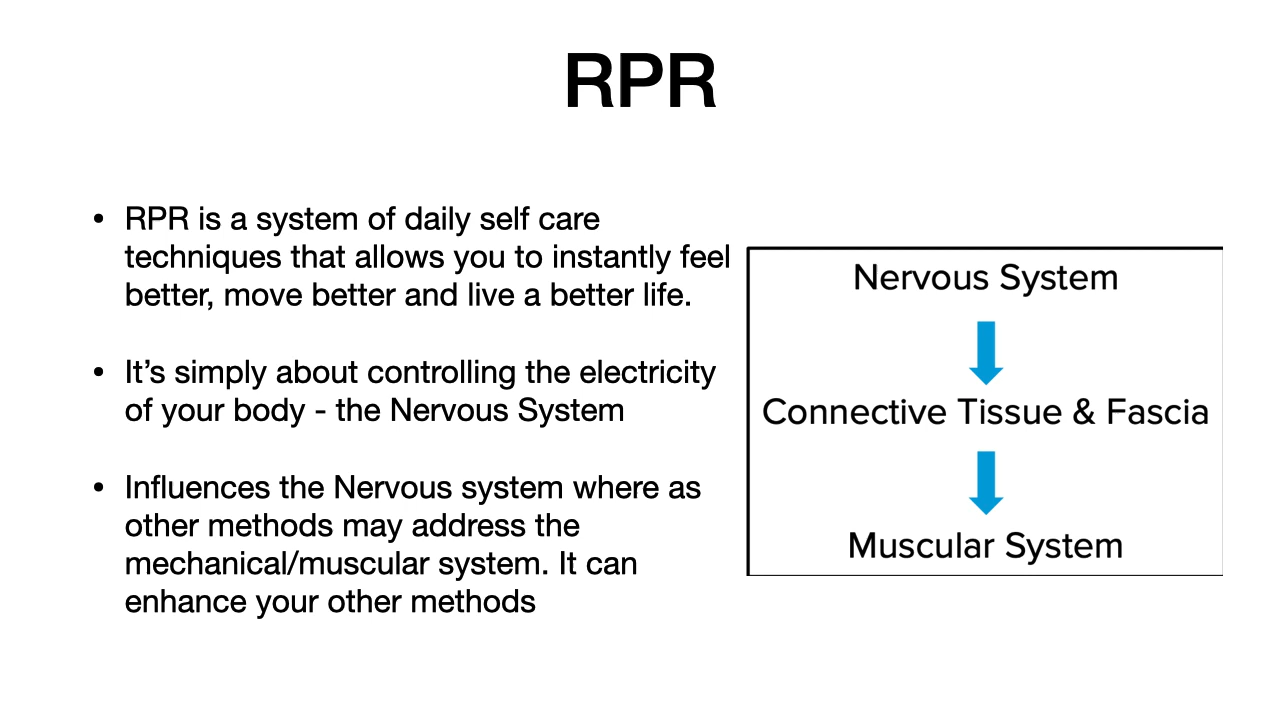 RPR
• RPR is a system of daily self care
techniques that allows you to instantly feel
better, move better and live a better life.
• It’s simply about controlling the electricity
of your body - the Nervous System
• Influences the Nervous system where as
other methods may address the
mechanical/muscular system. It can
enhance your other methods
Nervous System
Connective Tissue & Fascia
Muscular System